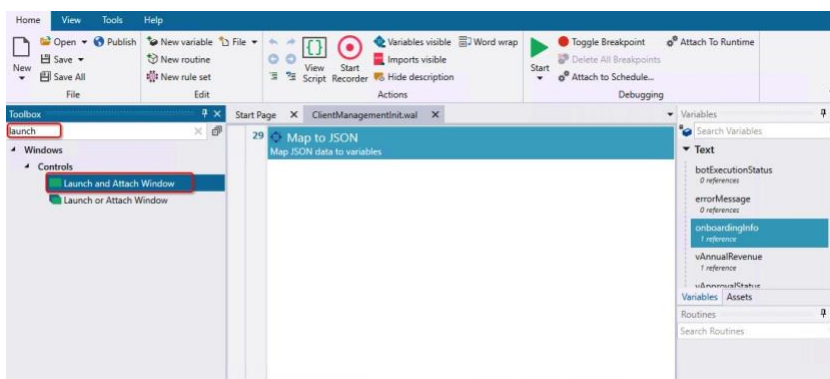 Home View Tools Help
New
Open Publish
Save
Save All
File
New variable File
New routine
New rule set
Edit
View Script
Start Recorder
Variables visible Word wrap
Imports visible
Hide description
Actions
Start
Toggle Breakpoint Attach To Runtime
Delete All Breakpoints
Attach to Schedule...
Debugging
Toolbox
launch
Windows
Controls
Launch and Attach Window
Launch or Attach Window
Start Page ClientManagementInit.wal
29 Map to JSON
Map JSON data to variables
Variables
Search Variables
Text
botExecutionStatus
0 references
errorMessage
0 references
onboardingInfo
1 reference
vAnnualRevenue
1 reference
vApprovalStatus
Variables Assets
Routines
Search Routines